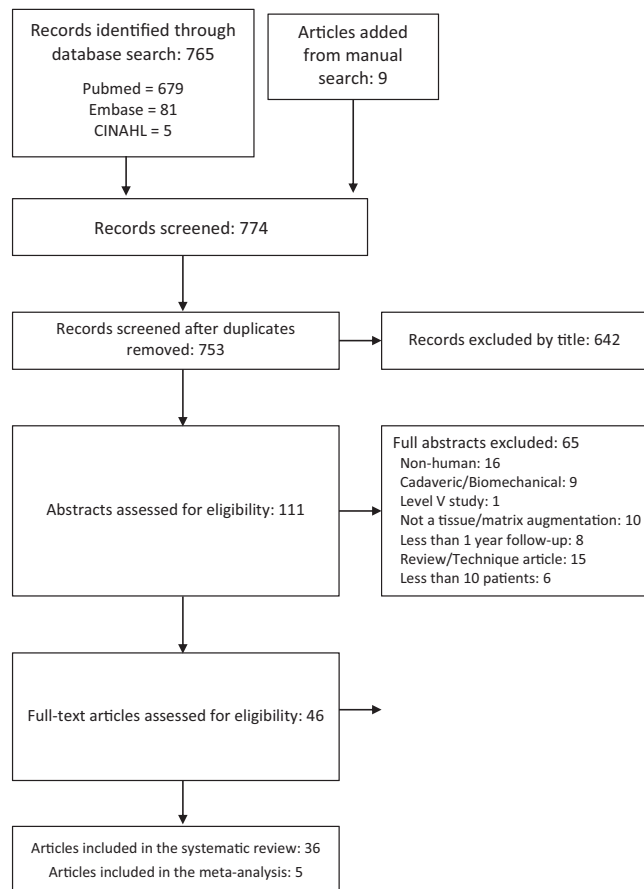 Records identified through
database search: 765
Pubmed = 679
Embase = 81
CINAHL = 5
Articles added
from manual
search: 9
Records screened: 774
Records screened after duplicates
removed: 753
Records excluded by title: 642
Abstracts assessed for eligibility: 111
Full abstracts excluded: 65
Non-human: 16
Cadaveric/Biomechanical: 9
Level V study: 1
Not a tissue/matrix augmentation: 10
Less than 1 year follow-up: 8
Review/Technique article: 15
Less than 10 patients: 6
Full-text articles assessed for eligibility: 46
Articles included in the systematic review: 36
Articles included in the meta-analysis: 5